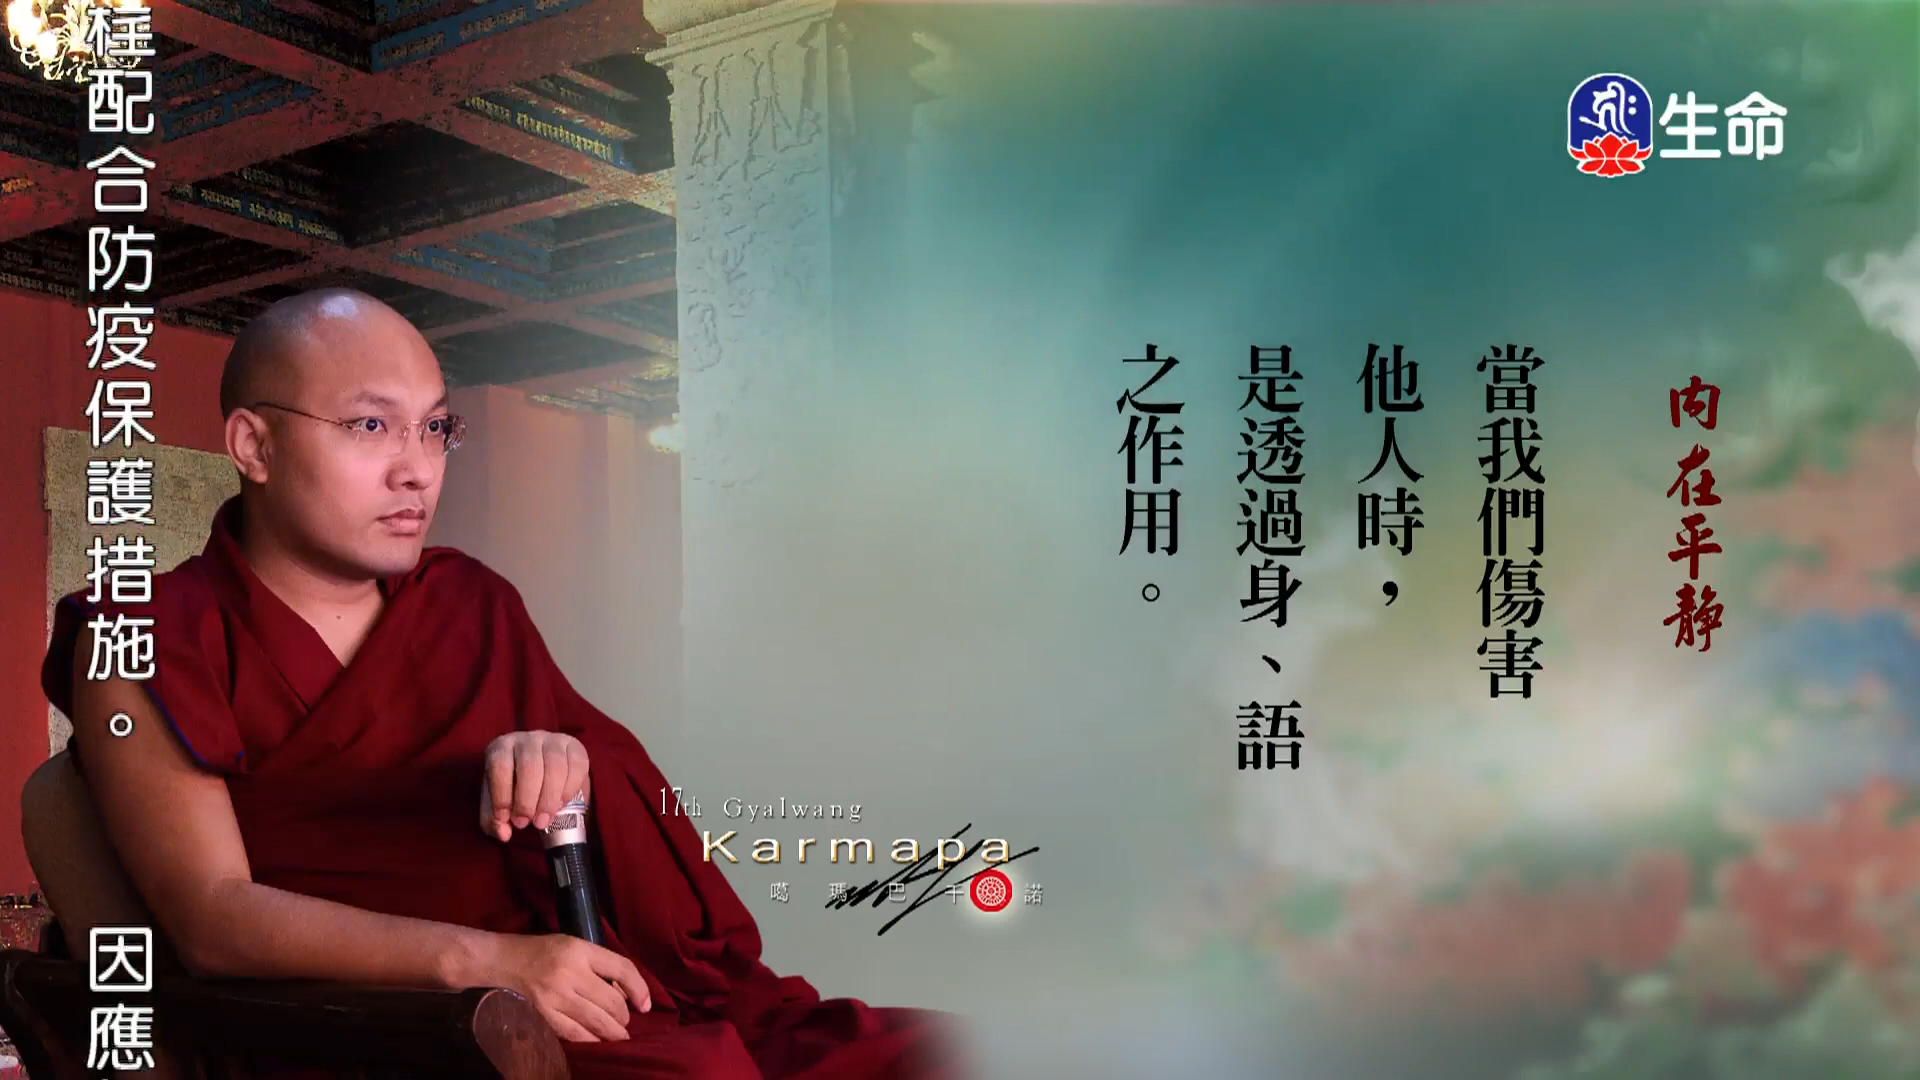 生命
內在平靜
當我們傷害
他人時，
是透過身、語
之作用。
配合防疫保護措施。
因應
17th Gyalwang
Karmapa
噶瑪巴千諾